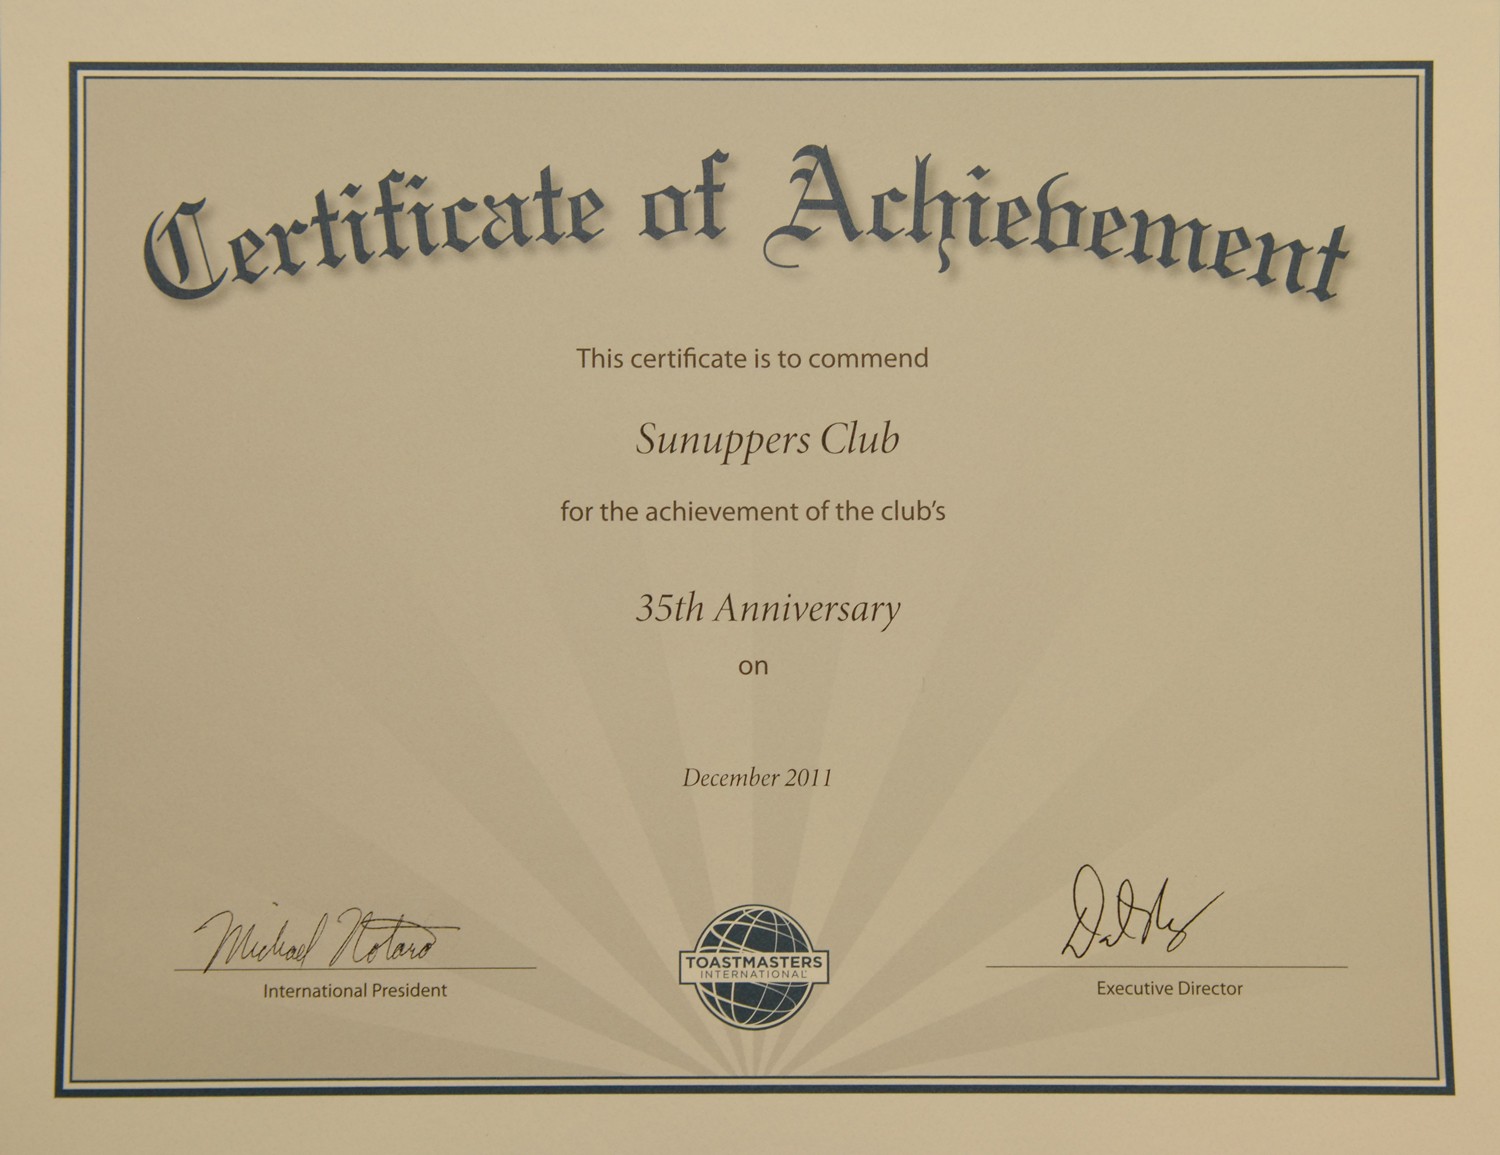 Certificate of Achievement
This certificate is to commend
Sunuppers Club
for the achievement of the club's
35th Anniversary
on
December 2011
Michael Notaro
International President
TOASTMASTERS
INTERNATIONAL
Executive Director